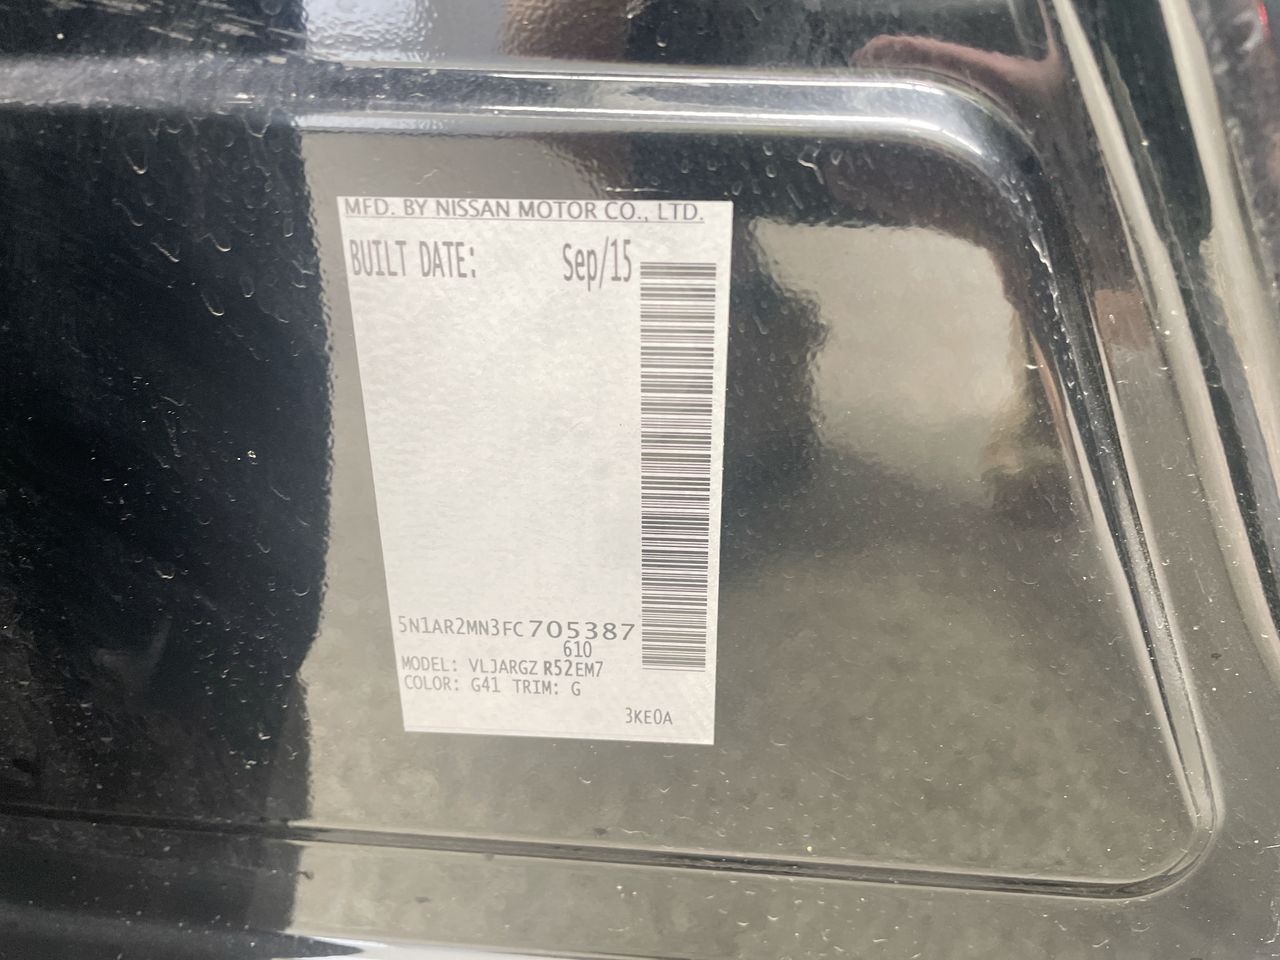 MFD. BY NISSAN MOTOR CO., LTD.
BUILT DATE: Sep/15
5N1AR2MN3FC705387
610
MODEL: VLJARGZ R52EM7
COLOR: G41 TRIM: G
3KE0A